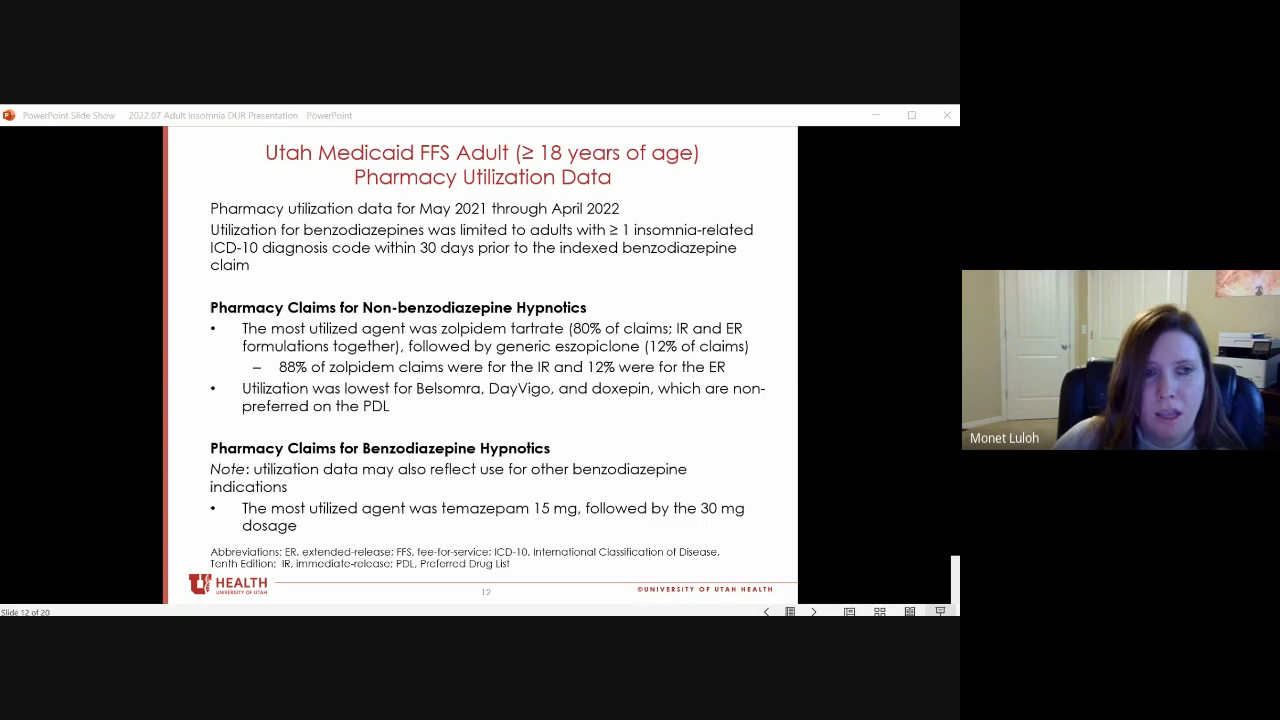 PowerPoint Slide Show 2022.07 Adult Insomnia DUR Presentation - PowerPoint
Utah Medicaid FFS Adult (≥ 18 years of age)
Pharmacy Utilization Data
Pharmacy utilization data for May 2021 through April 2022
Utilization for benzodiazepines was limited to adults with ≥ 1 insomnia-related
ICD-10 diagnosis code within 30 days prior to the indexed benzodiazepine
claim
Pharmacy Claims for Non-benzodiazepine Hypnotics
• The most utilized agent was zolpidem tartrate (80% of claims; IR and ER
formulations together), followed by generic eszopiclone (12% of claims)
– 88% of zolpidem claims were for the IR and 12% were for the ER
• Utilization was lowest for Belsomra, DayVigo, and doxepin, which are non-
preferred on the PDL
Pharmacy Claims for Benzodiazepine Hypnotics
Note: utilization data may also reflect use for other benzodiazepine
indications
• The most utilized agent was temazepam 15 mg, followed by the 30 mg
dosage
Abbreviations: ER, extended-release; FFS, fee-for-service; ICD-10, International Classification of Disease,
Tenth Edition; IR, immediate-release; PDL, Preferred Drug List
U HEALTH
UNIVERSITY OF UTAH
12
©UNIVERSITY OF UTAH HEALTH
Slide 12 of 20
Monet Luloh